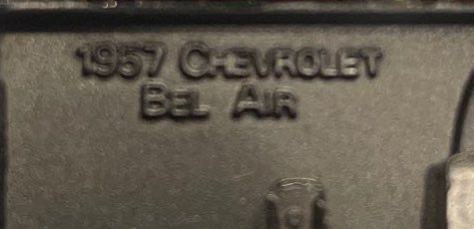 1957 CHEVROLET
BEL AIR